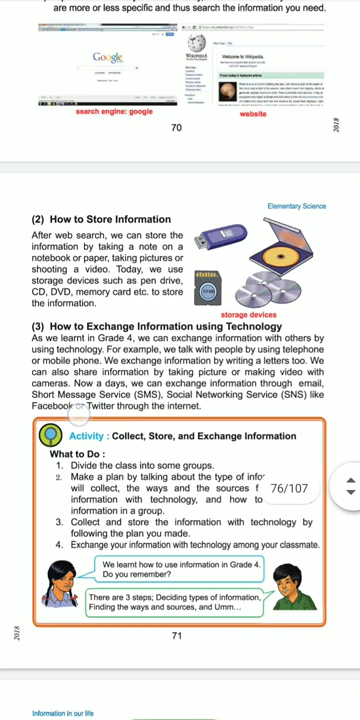 are more or less specific and thus search the information you need.
Google
WIKIPEDIA
Welcome to Wikipedia
search engine: google
website
70
2018
Elementary Science
(2) How to Store Information
After web search, we can store the
information by taking a note on a
notebook or paper, taking pictures or
shooting a video. Today, we use
storage devices such as pen drive,
CD, DVD, memory card etc. to store
the information.
storage devices
(3) How to Exchange Information using Technology
As we learnt in Grade 4, we can exchange information with others by
using technology. For example, we talk with people by using telephone
or mobile phone. We exchange information by writing a letters too. We
can also share information by taking picture or making video with
cameras. Now a days, we can exchange information through email,
Short Message Service (SMS), Social Networking Service (SNS) like
Facebook or Twitter through the internet.
Activity : Collect, Store, and Exchange Information
What to Do :
1. Divide the class into some groups.
2. Make a plan by talking about the type of infor
will collect, the ways and the sources f
information with technology, and how to
information in a group.
76/107
3. Collect and store the information with technology by
following the plan you made.
4. Exchange your information with technology among your classmate.
We learnt how to use information in Grade 4.
Do you remember?
There are 3 steps; Deciding types of information,
Finding the ways and sources, and Umm...
2018
71
Information in our life